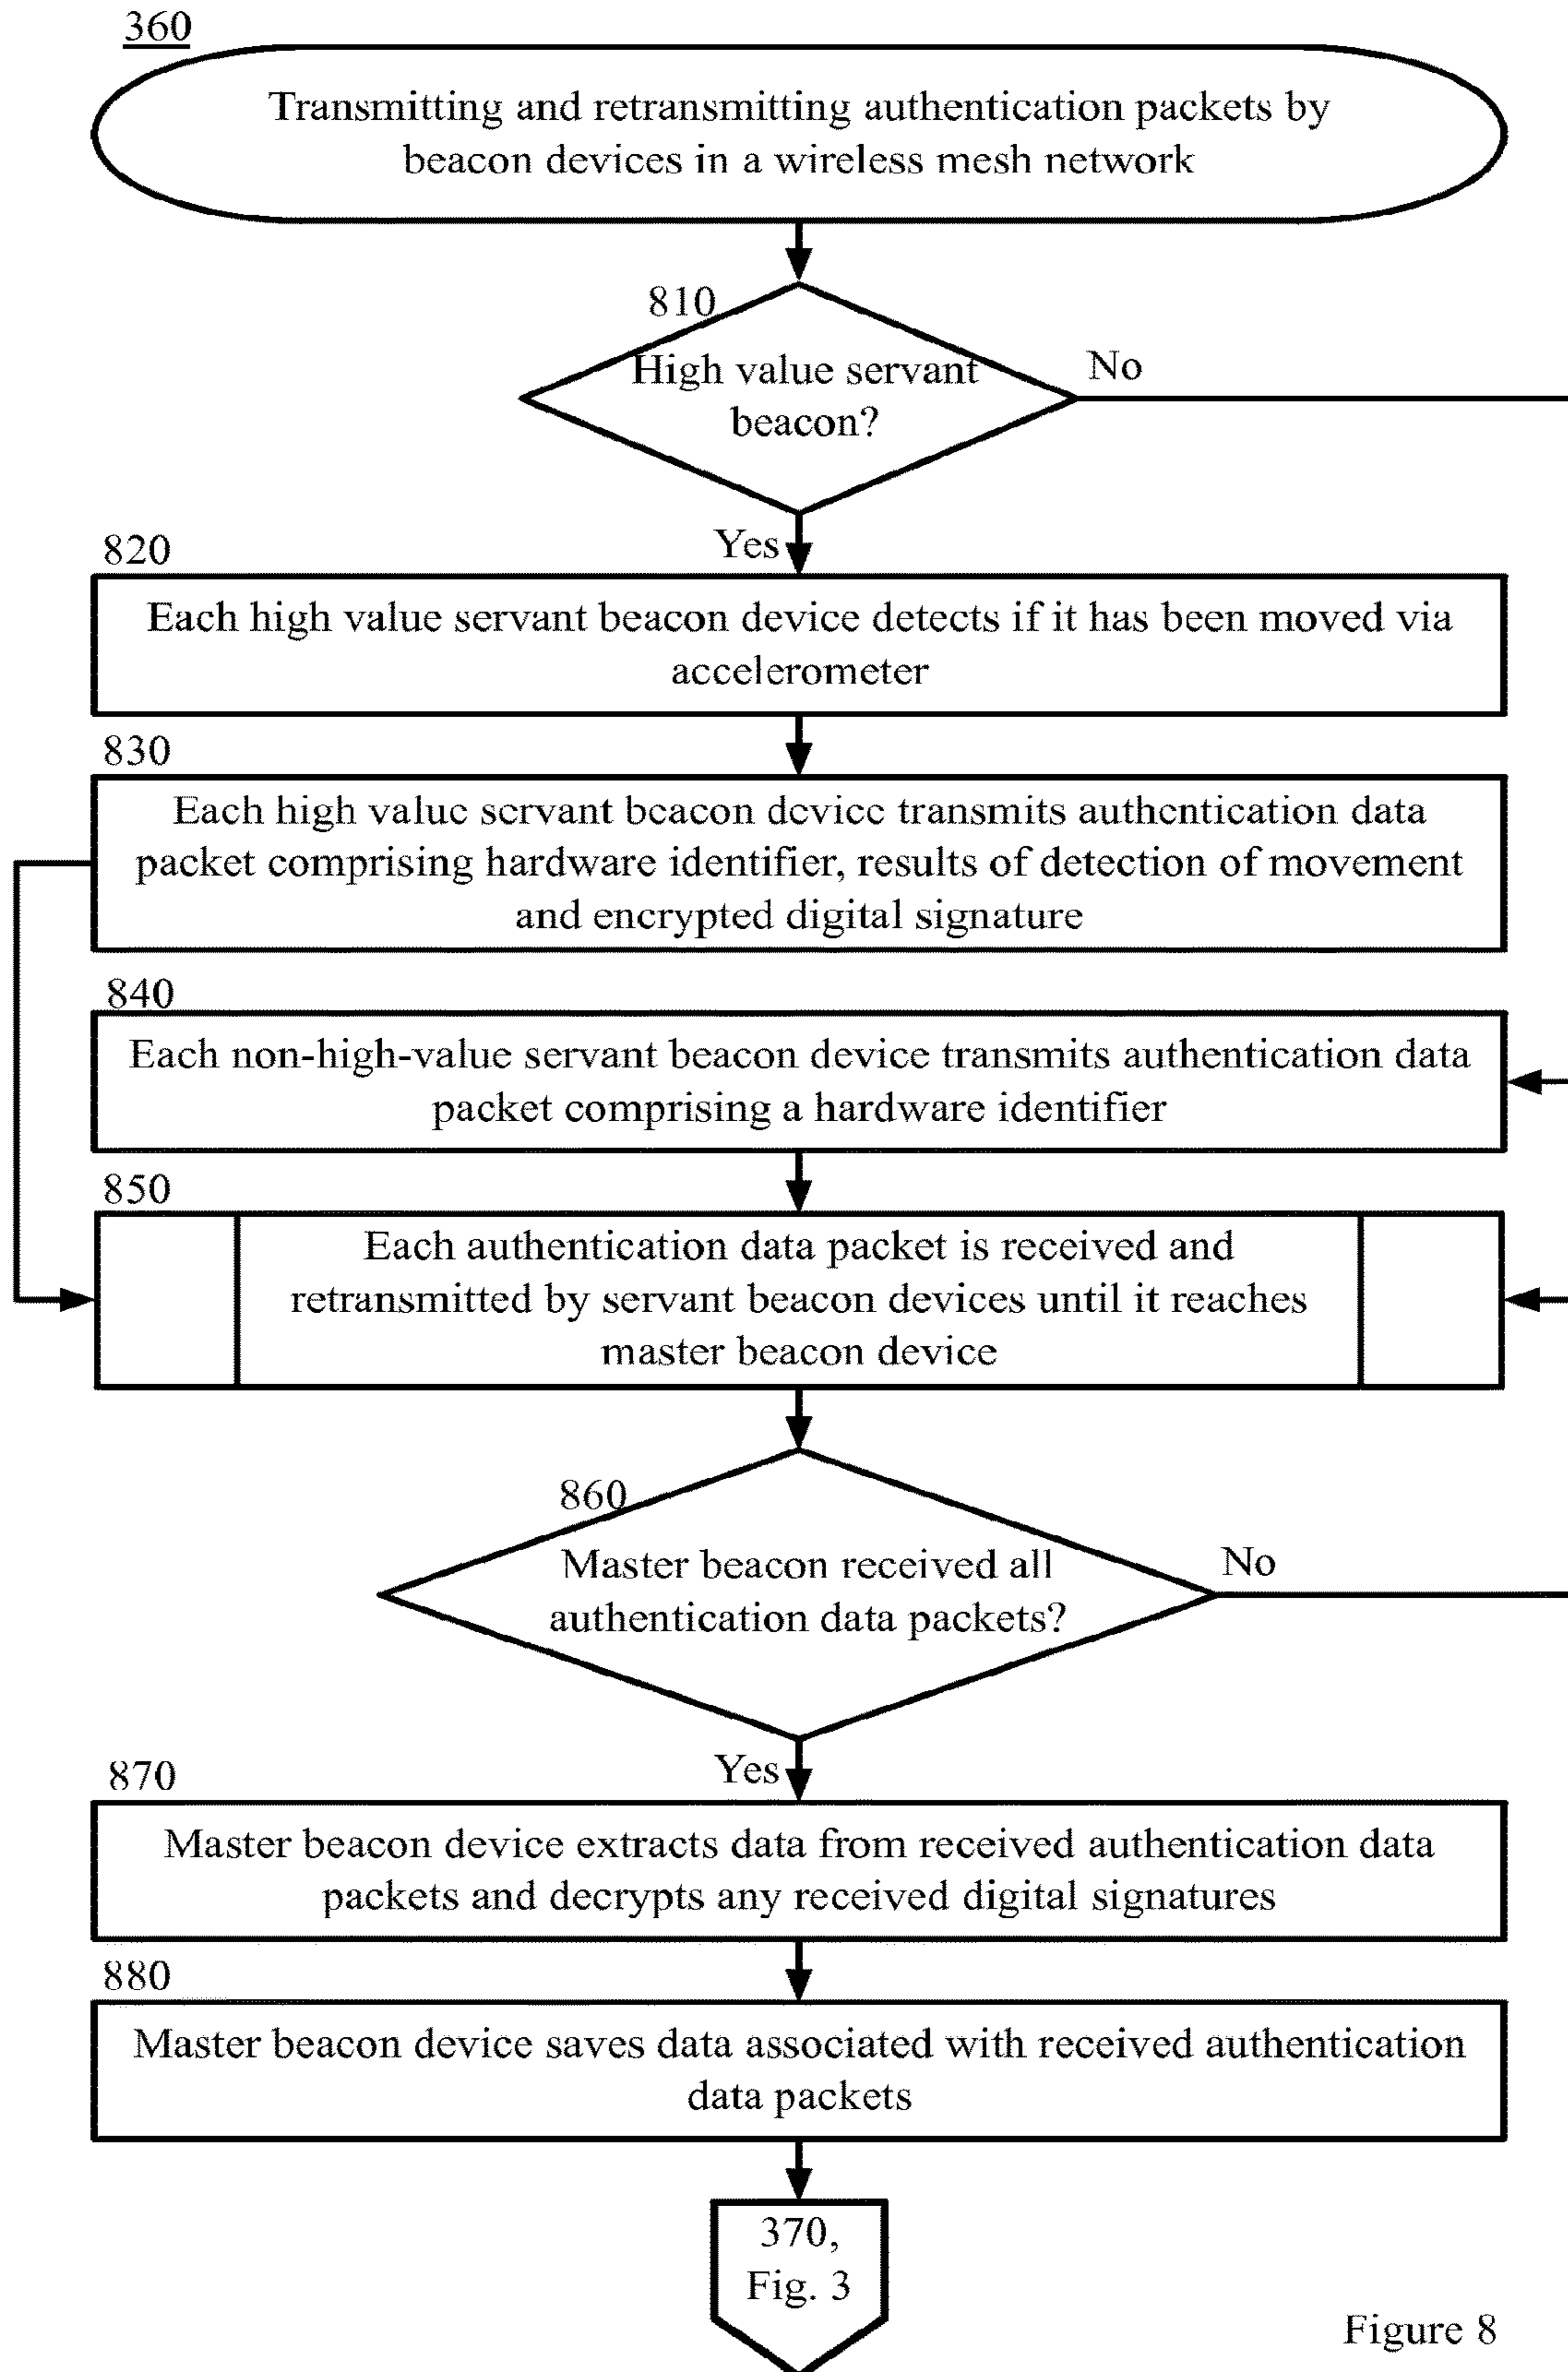 360
Transmitting and retransmitting authentication packets by
beacon devices in a wireless mesh network
810
High value servant
beacon?
No
Yes
820
Each high value servant beacon device detects if it has been moved via
accelerometer
830
Each high value servant beacon device transmits authentication data
packet comprising hardware identifier, results of detection of movement
and encrypted digital signature
840
Each non-high-value servant beacon device transmits authentication data
packet comprising a hardware identifier
850
Each authentication data packet is received and
retransmitted by servant beacon devices until it reaches
master beacon device
860
Master beacon received all
authentication data packets?
No
Yes
870
Master beacon device extracts data from received authentication data
packets and decrypts any received digital signatures
880
Master beacon device saves data associated with received authentication
data packets
370,
Fig. 3
Figure 8